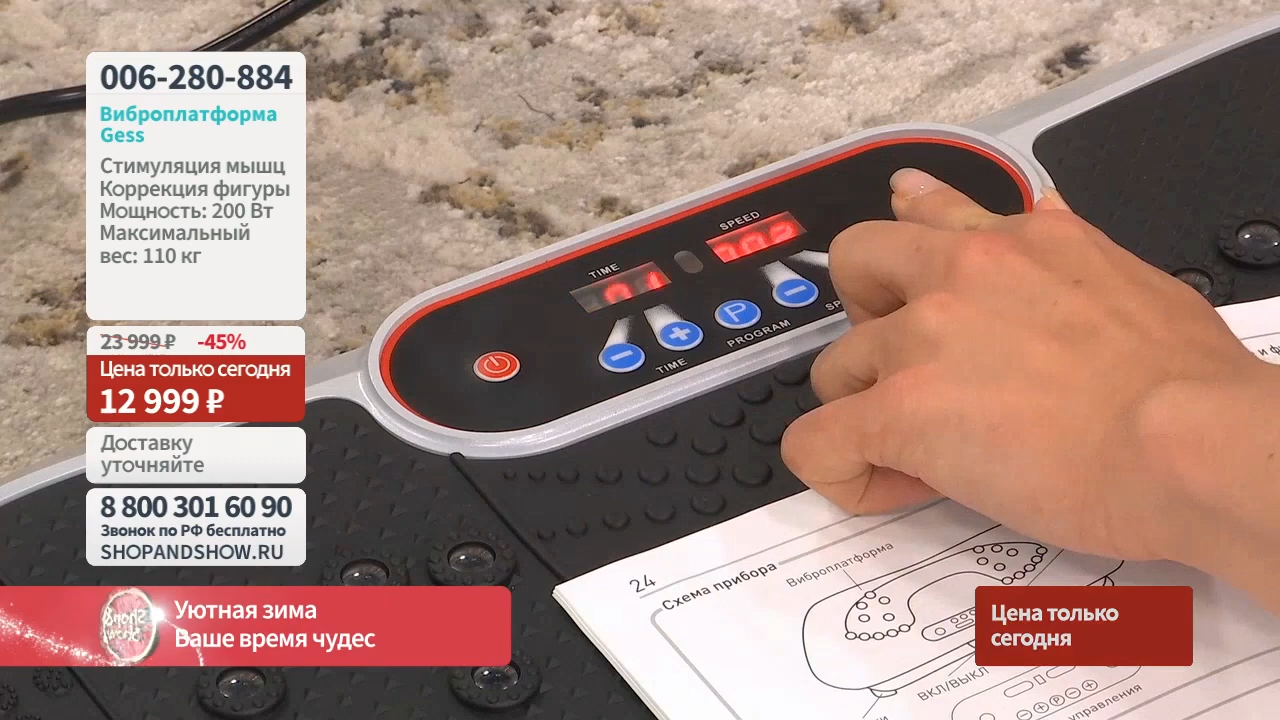 006-280-884
Виброплатформа
Gess
Стимуляция мышц
Коррекция фигуры
Мощность: 200 Вт
Максимальный
вес: 110 кг
23 999 ₽ -45%
Цена только сегодня
12 999 ₽
Доставку
уточняйте
8 800 301 60 90
Звонок по РФ бесплатно
SHOPANDSHOW.RU
Уютная зима
Ваше время чудес
Цена только
сегодня
SPEED
TIME
01
P
PROGRAM
TIME
24
Схема прибора
Виброплатформа
ВКЛ/ВЫКЛ
управления